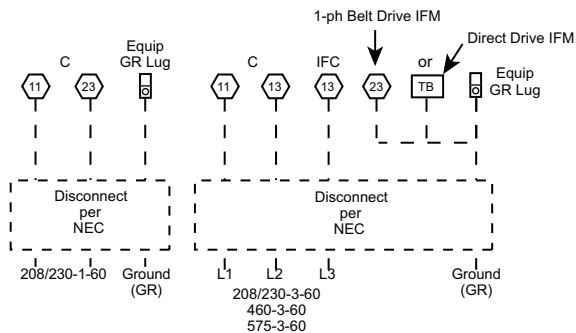 1-ph Belt Drive IFM
Direct Drive IFM
Equip
GR Lug
C
C
IFC
or
Equip
GR Lug
11
23
11
13
13
23
TB
Disconnect
per
NEC
Disconnect
per
NEC
208/230-1-60
Ground
(GR)
L1
L2
L3
Ground
(GR)
208/230-3-60
460-3-60
575-3-60